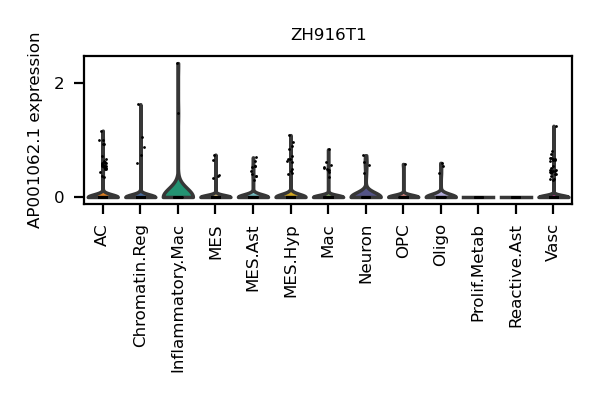 ZH916T1
AP001062.1 expression
2
0
AC
Chromatin.Reg
Inflammatory.Mac
MES
MES.Ast
MES.Hyp
Mac
Neuron
OPC
Oligo
Prolif.Metab
Reactive.Ast
Vasc